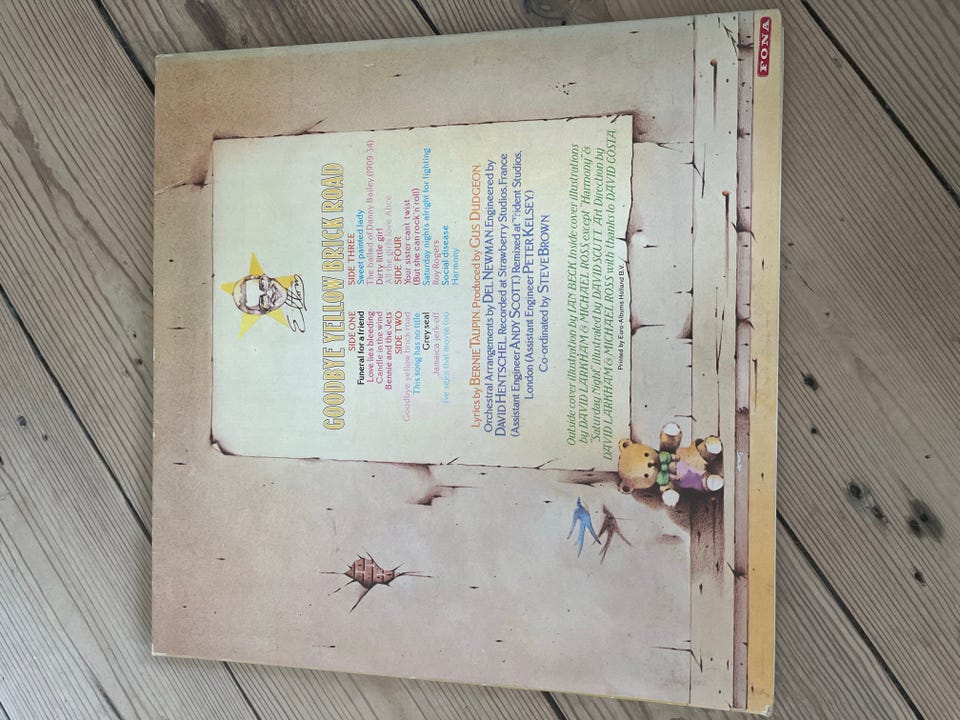 FONA
Elton
GOODBYE YELLOW BRICK ROAD
SIDE ONE
Funeral for a friend
Love lies bleeding
Candle in the wind
Bennie and the Jets
SIDE TWO
Goodbye yellow brick road
This song has no title
Grey seal
Jamaica jerk-off
I've seen that movie too
SIDE THREE
Sweet painted lady
The ballad of Danny Bailey (1909-34)
Dirty little girl
All the girls love Alice
SIDE FOUR
Your sister cant twist
(But she can rock'n'roll)
Saturday nights alright for fighting
Roy Rogers
Social disease
Harmony
Lyrics by BERNIE TAUPIN. Produced by GUS DUDGEON.
Orchestral Arrangements by DEL NEWMAN. Engineered by
DAVID HENTSCHEL. Recorded at Strawberry Studios, France
(Assistant Engineer ANDY SCOTT) Remixed at Trident Studios,
London (Assistant Engineer PETER KELSEY.)
Co-ordinated by STEVE BROWN
Outside cover illustration by IAN BECK. Inside cover illustrations
by DAVID LARKHAM & MICHAEL ROSS, except "Harmony" &
"Saturday Night", illustrated by DAVID SCUTT. Art Direction by
DAVID LARKHAM & MICHAEL ROSS with thanks to DAVID COSTA.
Printed by Euro-Albums Holland B.V.